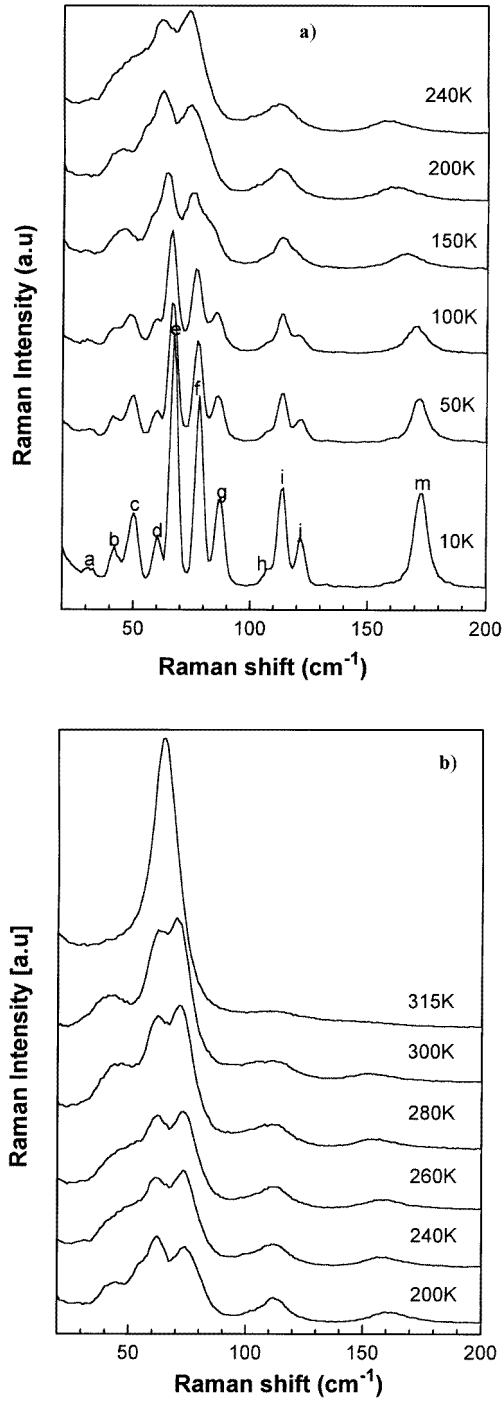 a)
240K
200K
150K
100K
50K
10K
a
b
c
d
e
f
g
h
i
j
m
50
100
150
200
Raman shift (cm-1)
Raman Intensity (a.u)
b)
315K
300K
280K
260K
240K
200K
50
100
150
200
Raman shift (cm-1)
Raman Intensity [a.u]